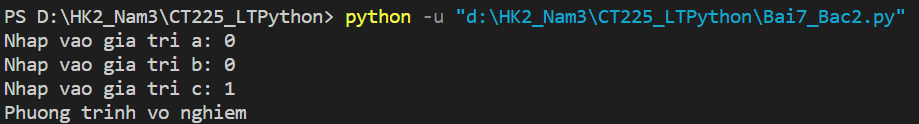 PS D:\HK2_Nam3\CT225_LTPython> python -u "d:\HK2_Nam3\CT225_LTPython\Bai7_Bac2.py"
Nhap vao gia tri a: 0
Nhap vao gia tri b: 0
Nhap vao gia tri c: 1
Phuong trinh vo nghiem